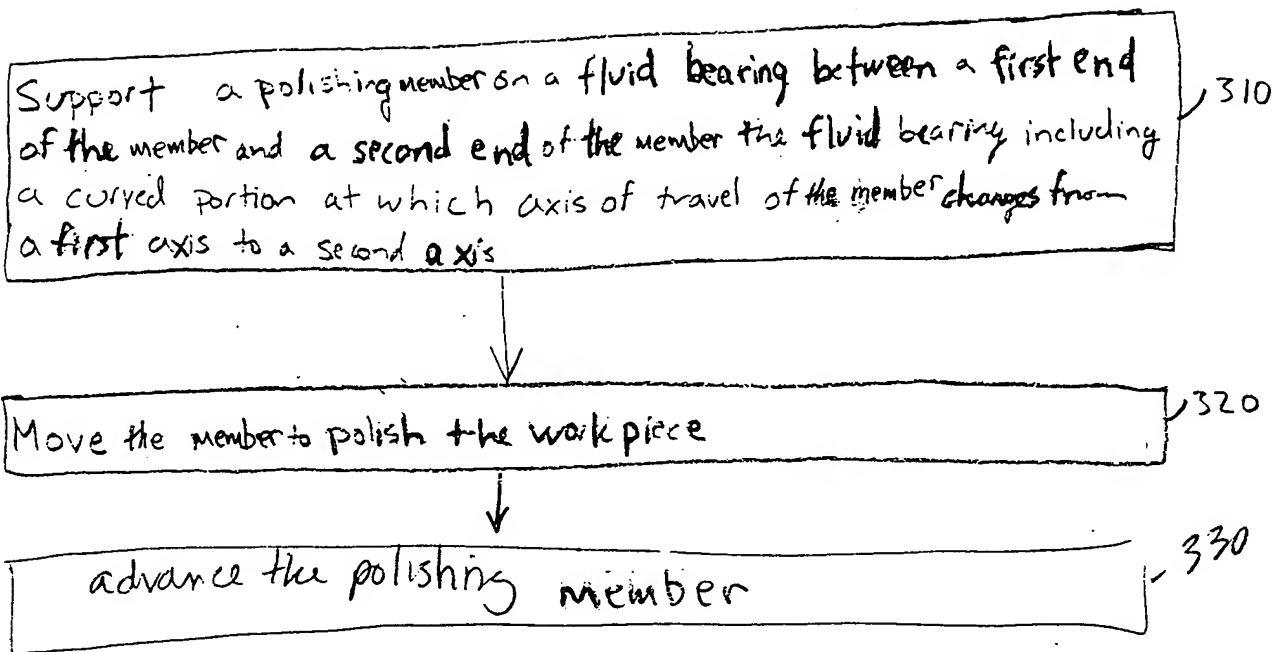 Support a polishing member on a fluid bearing between a first end
of the member and a second end of the member the fluid bearing including
a curved portion at which axis of travel of the member changes from
a first axis to a second axis
310
Move the member to polish the workpiece
320
advance the polishing member
330